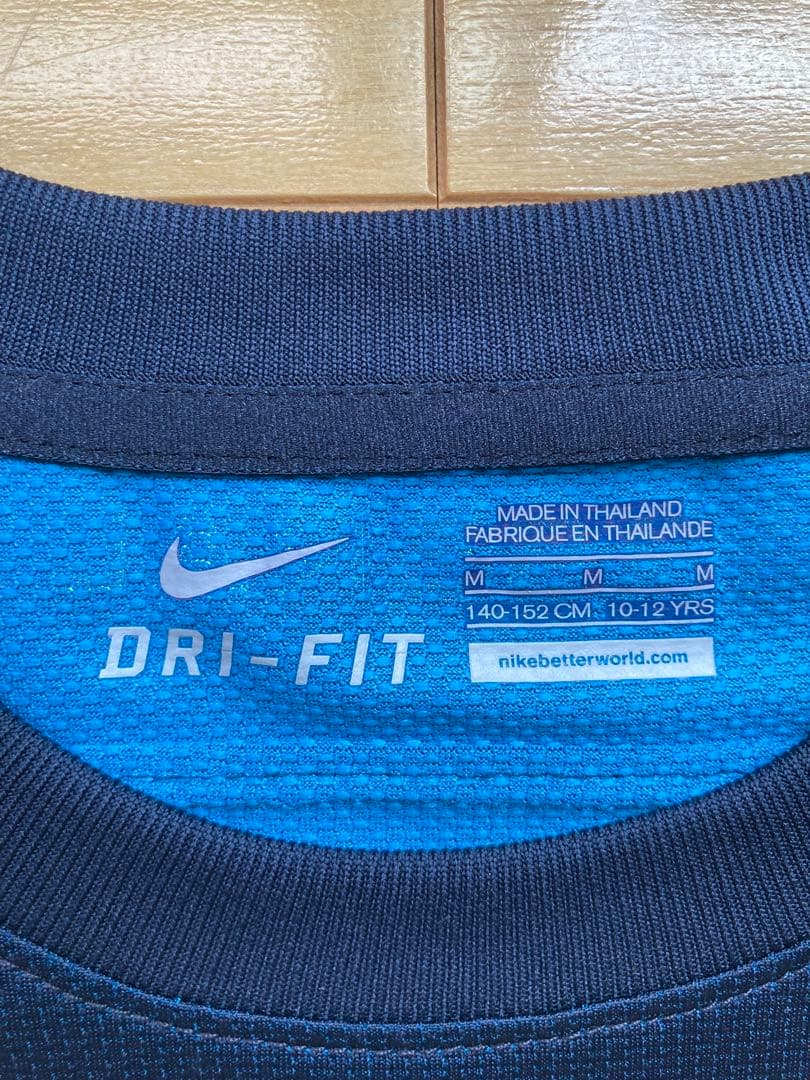 DRI-FIT
MADE IN THAILAND
FABRIQUE EN THAILANDE
M M M
140-152 CM 10-12 YRS
nikebetterworld.com